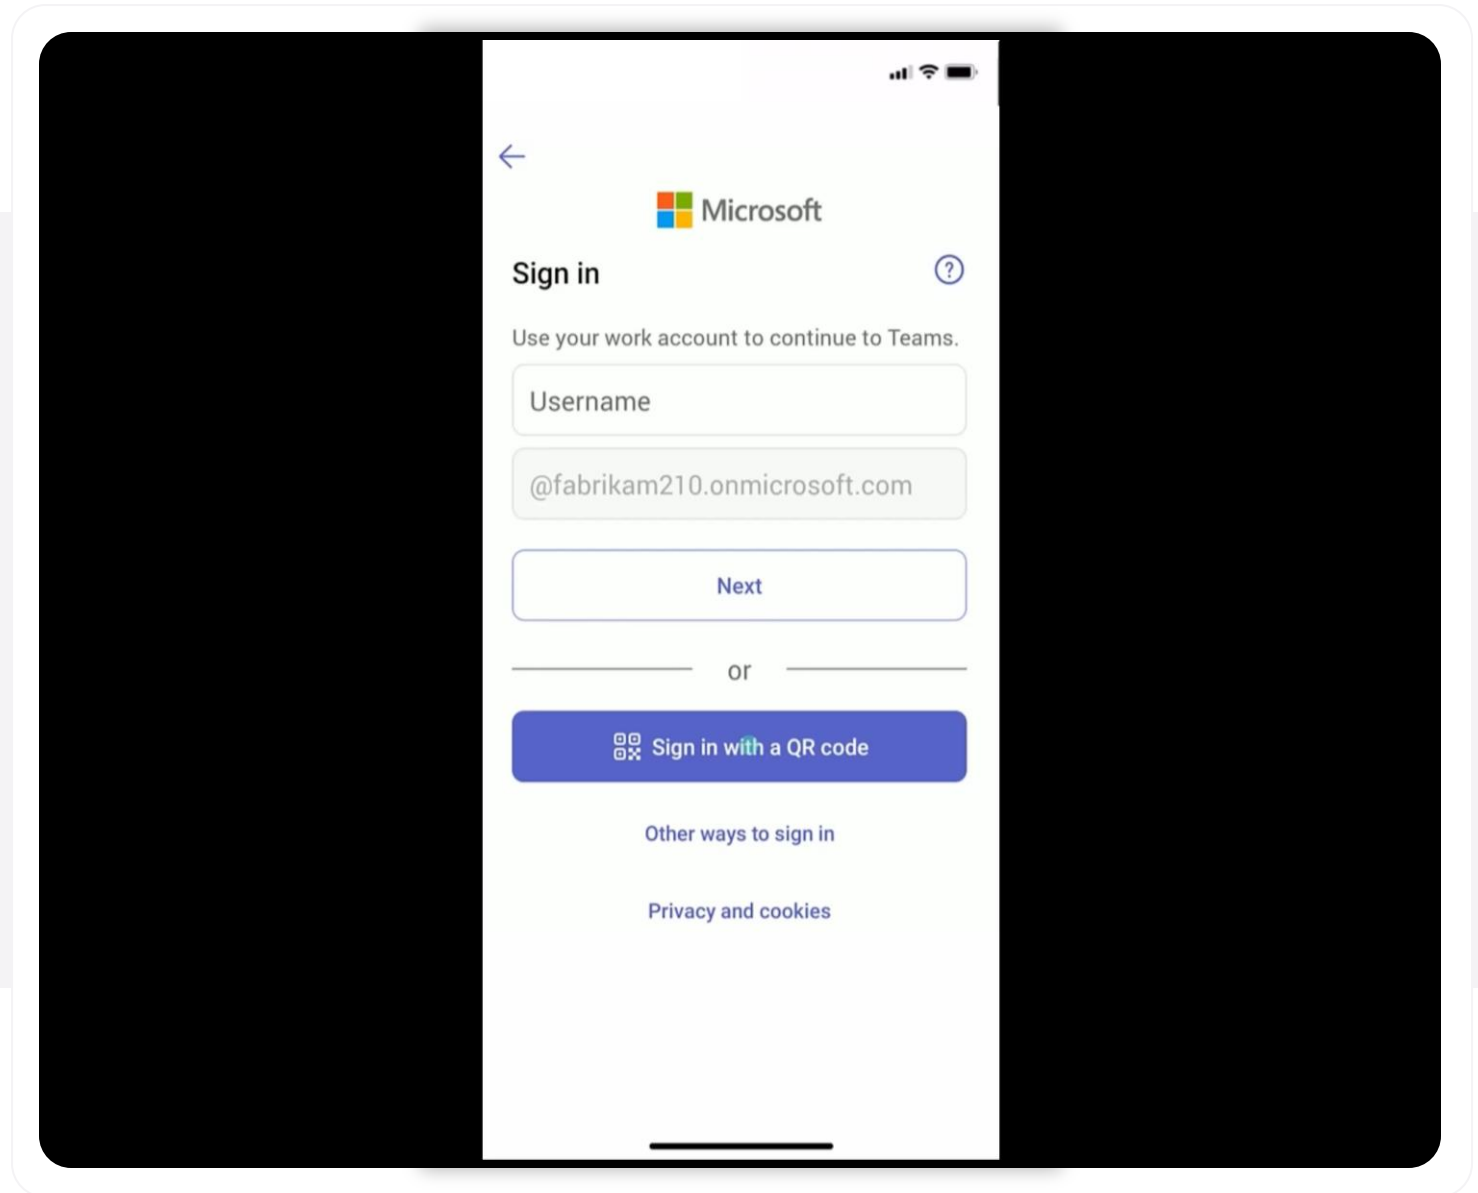 Microsoft
Sign in
Use your work account to continue to Teams.
Username
@fabrikam210.onmicrosoft.com
Next
or
Sign in with a QR code
Other ways to sign in
Privacy and cookies